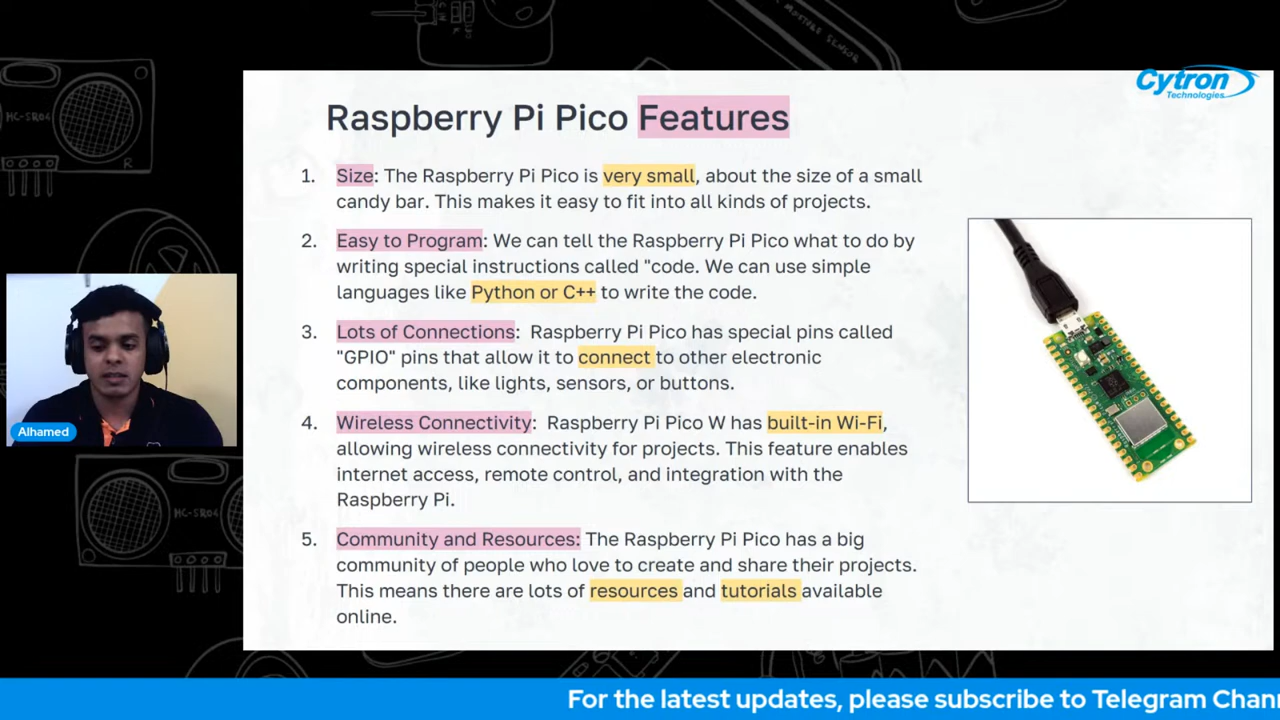 Cytron
Technologies
Raspberry Pi Pico Features
1. Size: The Raspberry Pi Pico is very small, about the size of a small
candy bar. This makes it easy to fit into all kinds of projects.
2. Easy to Program: We can tell the Raspberry Pi Pico what to do by
writing special instructions called "code. We can use simple
languages like Python or C++ to write the code.
3. Lots of Connections: Raspberry Pi Pico has special pins called
"GPIO" pins that allow it to connect to other electronic
components, like lights, sensors, or buttons.
4. Wireless Connectivity: Raspberry Pi Pico W has built-in Wi-Fi,
allowing wireless connectivity for projects. This feature enables
internet access, remote control, and integration with the
Raspberry Pi.
5. Community and Resources: The Raspberry Pi Pico has a big
community of people who love to create and share their projects.
This means there are lots of resources and tutorials available
online.
HC-SR04
R
Alhamed
HC-SR04
For the latest updates, please subscribe to Telegram Chan